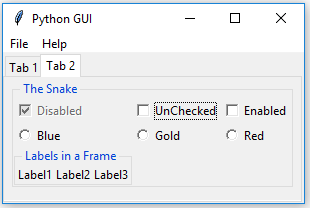 Python GUI
File Help
Tab 1 Tab 2
The Snake
Disabled UnChecked Enabled
Blue Gold Red
Labels in a Frame
Label1 Label2 Label3